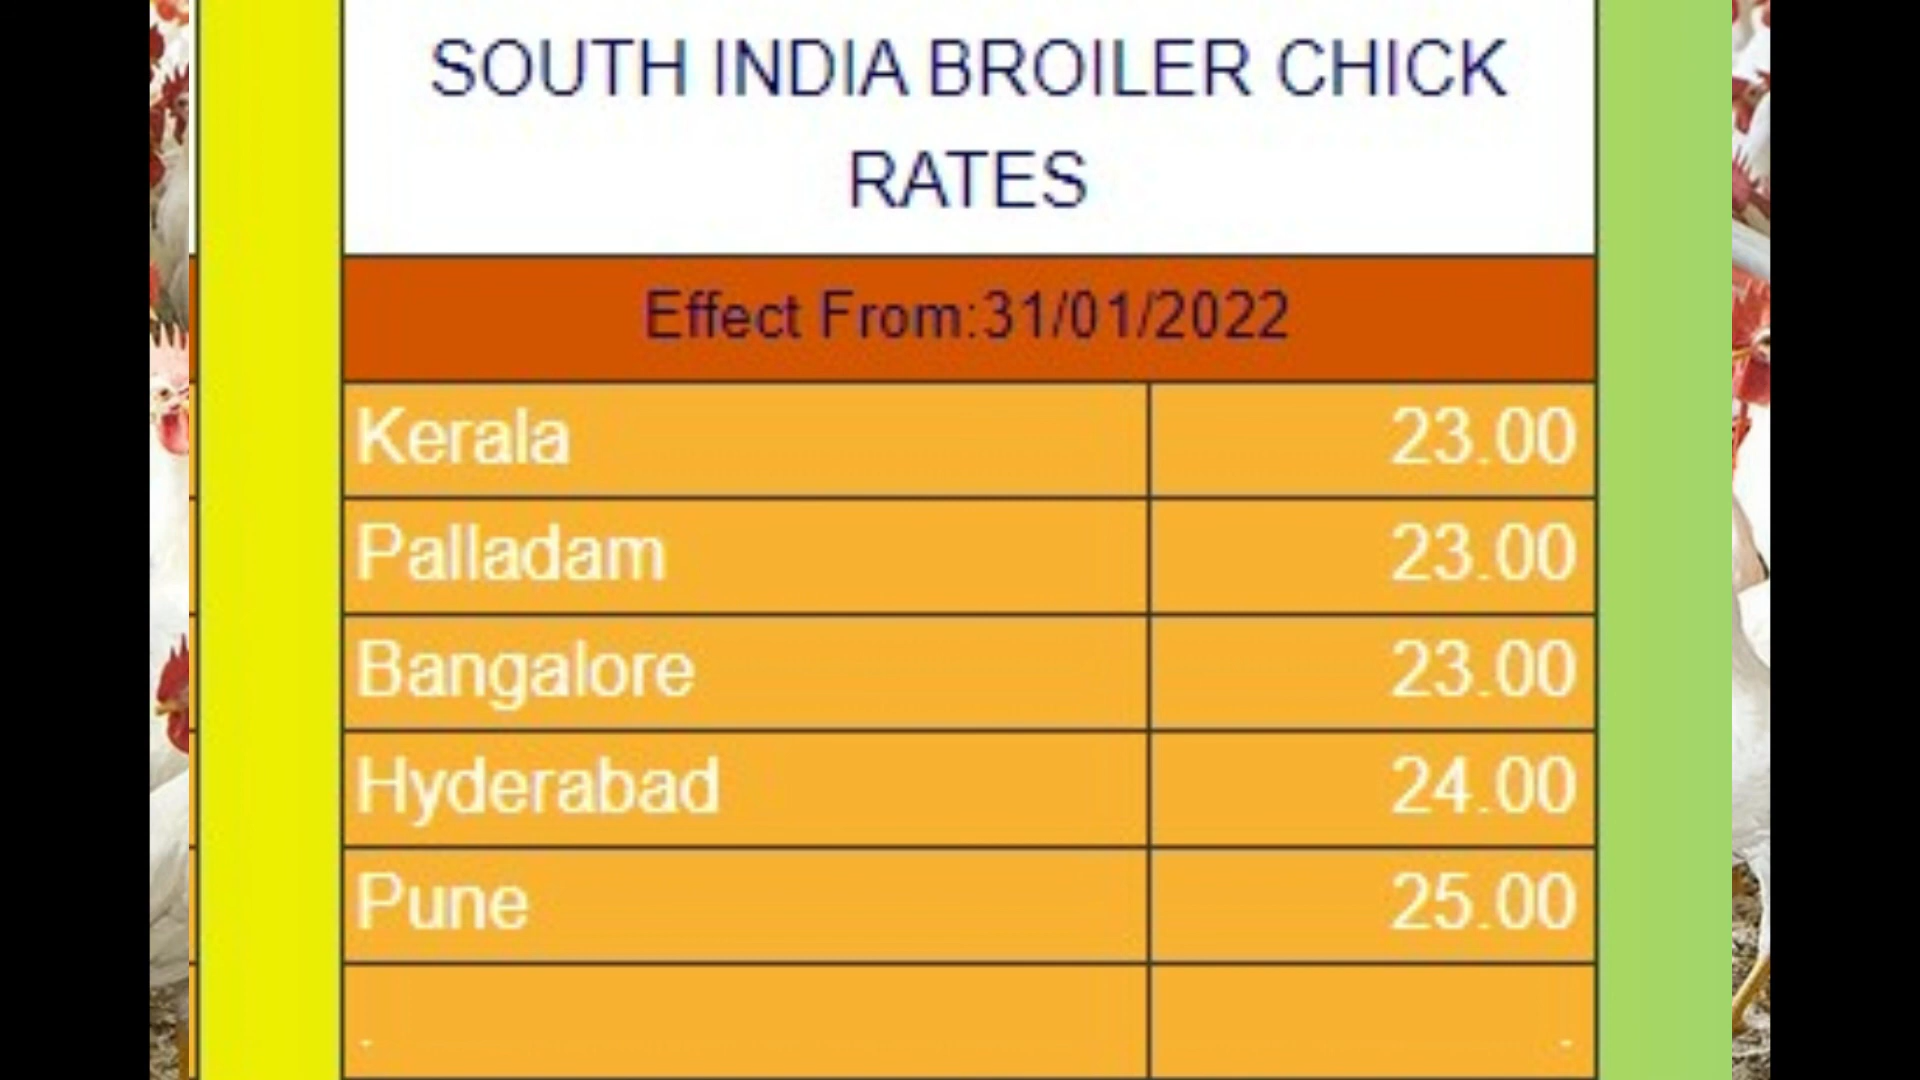 SOUTH INDIA BROILER CHICK
RATES
Effect From:31/01/2022
Kerala 23.00
Palladam 23.00
Bangalore 23.00
Hyderabad 24.00
Pune 25.00
- -